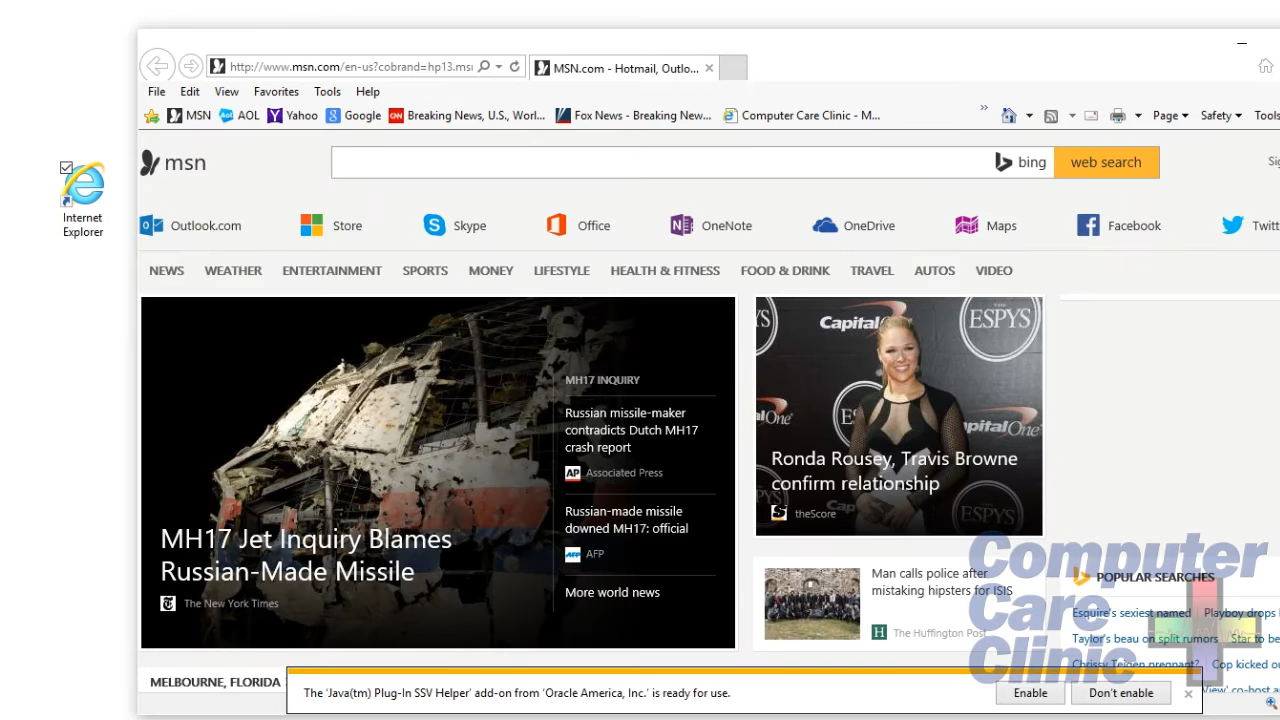 http://www.msn.com/en-us?cobrand=hp13.ms
MSN.com - Hotmail, Outlo...
File Edit View Favorites Tools Help
MSN AOL Yahoo Google Breaking News, U.S., Worl... Fox News - Breaking New... Computer Care Clinic - M... Page Safety Tools
Internet
Explorer
msn
bing
web search
Outlook.com Store Skype Office OneNote OneDrive Maps Facebook Twitt
NEWS WEATHER ENTERTAINMENT SPORTS MONEY LIFESTYLE HEALTH & FITNESS FOOD & DRINK TRAVEL AUTOS VIDEO
MH17 INQUIRY
Russian missile-maker
contradicts Dutch MH17
crash report
AP Associated Press
Russian-made missile
downed MH17: official
AFP AFP
More world news
MH17 Jet Inquiry Blames
Russian-Made Missile
The New York Times
THE
ESPYS
Capital One
Ronda Rousey, Travis Browne
confirm relationship
theScore
Man calls police after
mistaking hipsters for ISIS
The Huffington Post
Computer
Care
Clinic
POPULAR SEARCHES
Esquire's sexiest named Playboy drops
Taylor's beau on split rumors Star to be
Chrissy Teigen pregnant? Cop kicked o
View' co-host
MELBOURNE, FLORIDA
The 'Java(tm) Plug-In SSV Helper' add-on from 'Oracle America, Inc.' is ready for use.
Enable
Don't enable